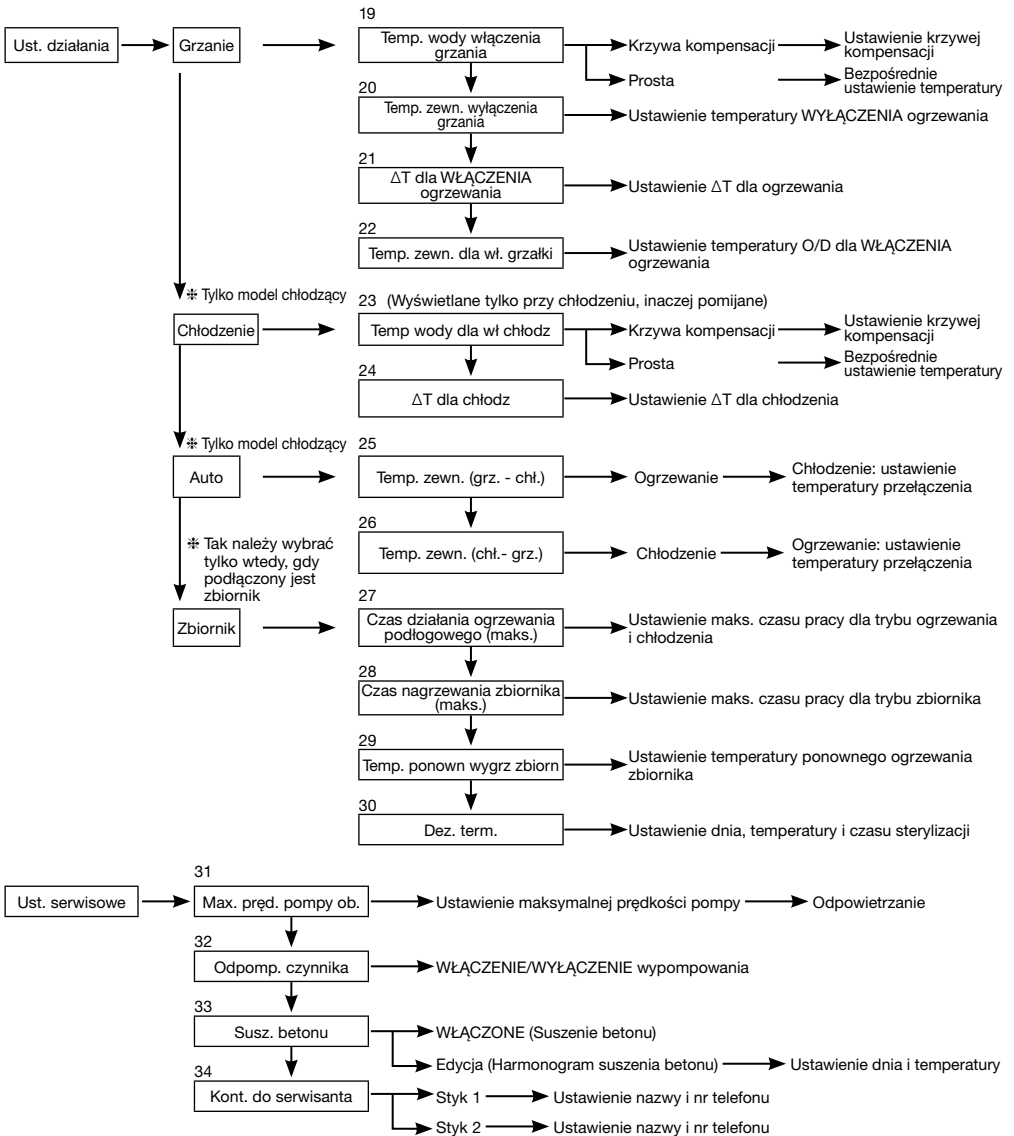 Ust. działania
Grzanie
19
Temp. wody włączenia
grzania
Krzywa kompensacji
Ustawienie krzywej
kompensacji
Prosta
Bezpośrednie
ustawienie temperatury
20
Temp. zewn. wyłączenia
grzania
Ustawienie temperatury WYŁĄCZENIA ogrzewania
21
ΔT dla WŁĄCZENIA
ogrzewania
Ustawienie ΔT dla ogrzewania
22
Temp. zewn. dla wł. grzałki
Ustawienie temperatury O/D dla WŁĄCZENIA
ogrzewania
❉ Tylko model chłodzący
23 (Wyświetlane tylko przy chłodzeniu, inaczej pomijane)
Chłodzenie
Temp wody dla wł chłodz
Krzywa kompensacji
Ustawienie krzywej
kompensacji
Prosta
Bezpośrednie
ustawienie temperatury
24
ΔT dla chłodz
Ustawienie ΔT dla chłodzenia
❉ Tylko model chłodzący
25
Auto
Temp. zewn. (grz. - chł.)
Ogrzewanie
Chłodzenie: ustawienie
temperatury przełączenia
26
Temp. zewn. (chł.- grz.)
Chłodzenie
Ogrzewanie: ustawienie
temperatury przełączenia
❉ Tak należy wybrać
tylko wtedy, gdy
podłączony jest
zbiornik
27
Zbiornik
Czas działania ogrzewania
podłogowego (maks.)
Ustawienie maks. czasu pracy dla trybu ogrzewania
i chłodzenia
28
Czas nagrzewania zbiornika
(maks.)
Ustawienie maks. czasu pracy dla trybu zbiornika
29
Temp. ponown wygrz zbiorn
Ustawienie temperatury ponownego ogrzewania
zbiornika
30
Dez. term.
Ustawienie dnia, temperatury i czasu sterylizacji
31
Ust. serwisowe
Max. pręd. pompy ob.
Ustawienie maksymalnej prędkości pompy
Odpowietrzanie
32
Odpomp. czynnika
WŁĄCZENIE/WYŁĄCZENIE wypompowania
33
Susz. betonu
WŁĄCZONE (Suszenie betonu)
Edycja (Harmonogram suszenia betonu)
Ustawienie dnia i temperatury
34
Kont. do serwisanta
Styk 1
Ustawienie nazwy i nr telefonu
Styk 2
Ustawienie nazwy i nr telefonu